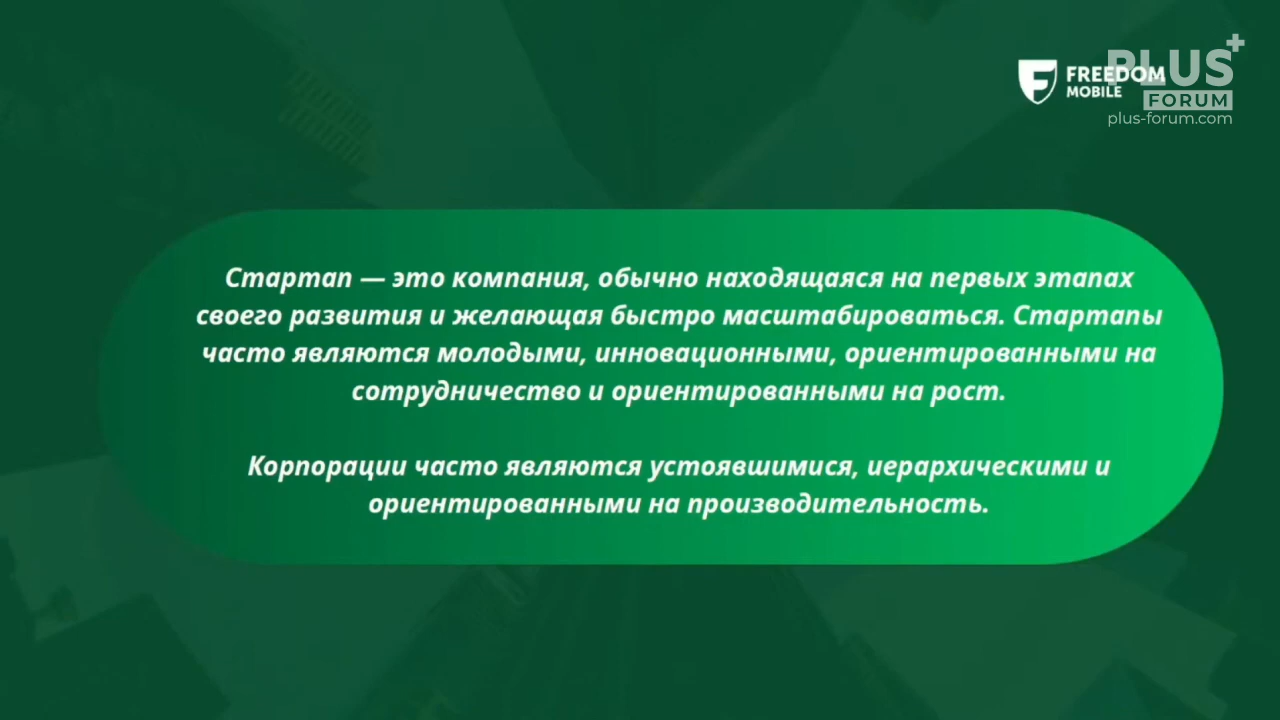 PLUS+
FREEDOM
MOBILE
FORUM
plus-forum.com
Стартап — это компания, обычно находящаяся на первых этапах
своего развития и желающая быстро масштабироваться. Стартапы
часто являются молодыми, инновационными, ориентированными на
сотрудничество и ориентированными на рост.
Корпорации часто являются устоявшимися, иерархическими и
ориентированными на производительность.